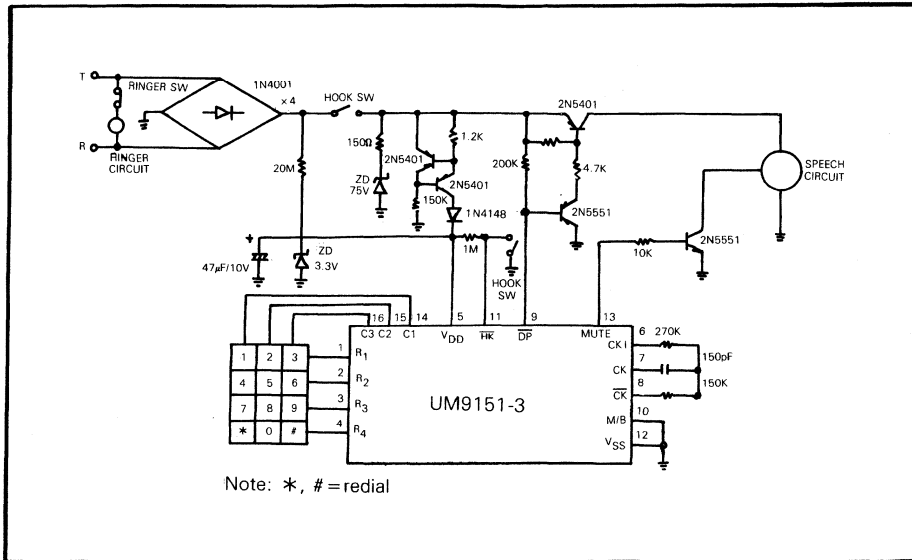 T
RINGER SW
R
RINGER CIRCUIT
1N4001
×4
HOOK SW
20M
150Ω
ZD
75V
2N5401
1.2K
2N5401
150K
1N4148
1M
HOOK SW
200K
2N5401
4.7K
2N5551
10K
2N5551
SPEECH CIRCUIT
+
47μF/10V
ZD
3.3V
16 15 14 5 11 9 13
C3 C2 C1 VDD HK DP MUTE
1 2 3
4 5 6
7 8 9
* 0 #
1 R1
2 R2
3 R3
4 R4
UM9151-3
6 CKI
270K
7 CK
150pF
8 CK
150K
10 M/B
12 VSS
Note: *, # = redial